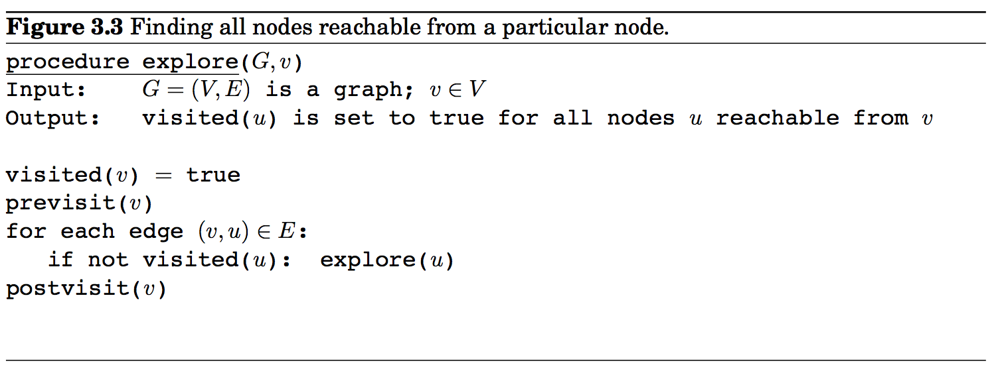 Figure 3.3 Finding all nodes reachable from a particular node.
procedure explore(G, v)
Input: G = (V, E) is a graph; v ∈ V
Output: visited(u) is set to true for all nodes u reachable from v
visited(v) = true
previsit(v)
for each edge (v, u) ∈ E:
if not visited(u): explore(u)
postvisit(v)